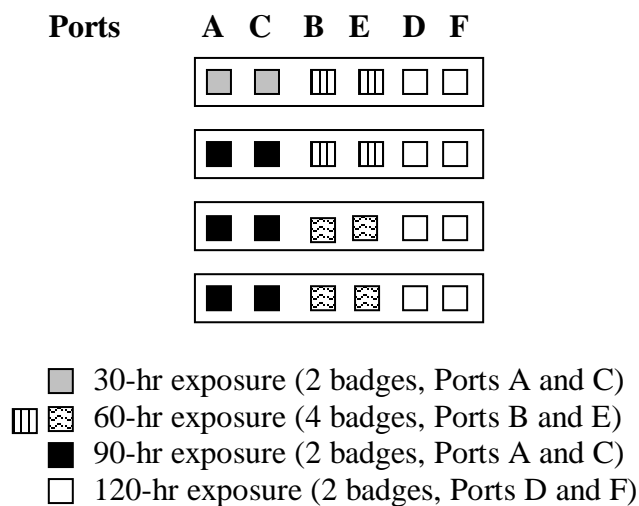 Ports A C B E D F
30-hr exposure (2 badges, Ports A and C)
60-hr exposure (4 badges, Ports B and E)
90-hr exposure (2 badges, Ports A and C)
120-hr exposure (2 badges, Ports D and F)